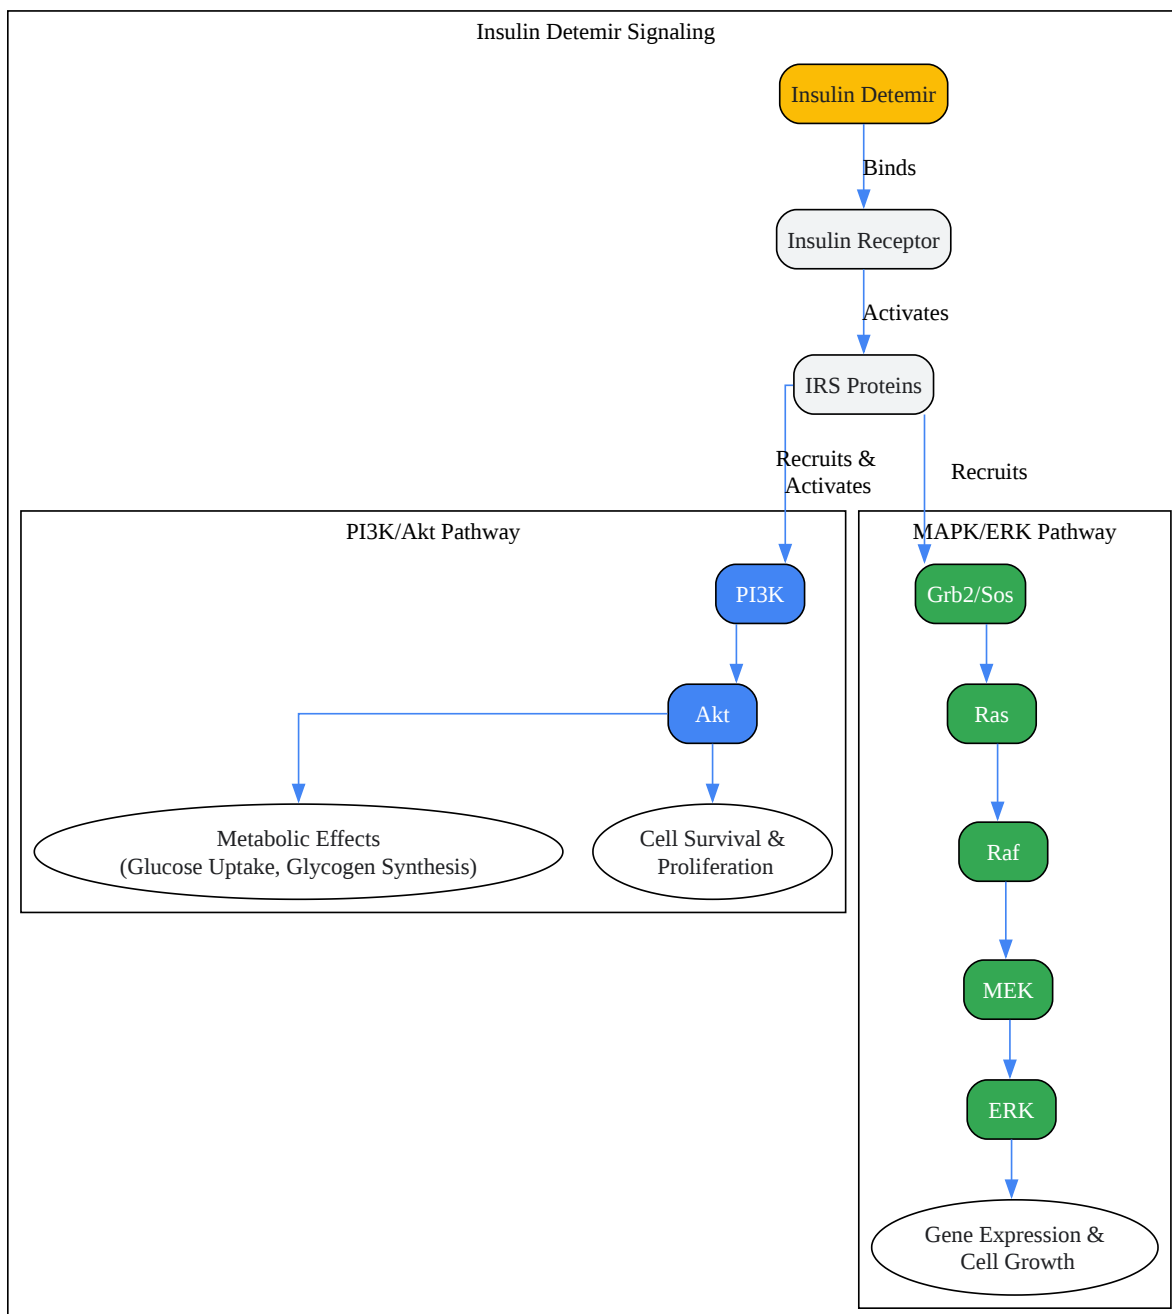 Insulin Detemir Signaling
Insulin Detemir
Binds
Insulin Receptor
Activates
IRS Proteins
Recruits &
Activates
Recruits
PI3K/Akt Pathway
PI3K
Akt
Metabolic Effects
(Glucose Uptake, Glycogen Synthesis)
Cell Survival &
Proliferation
MAPK/ERK Pathway
Grb2/Sos
Ras
Raf
MEK
ERK
Gene Expression &
Cell Growth